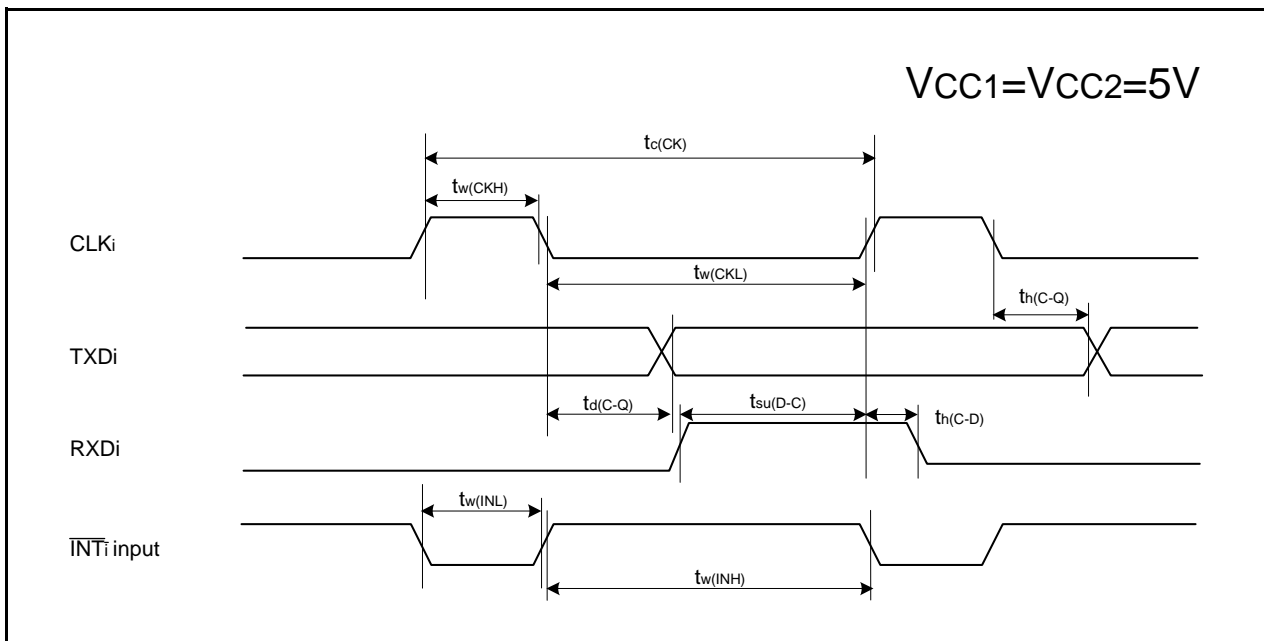 VCC1=VCC2=5V
tc(CK)
tw(CKH)
CLKi
tw(CKL)
th(C-Q)
TXDi
td(C-Q)
tsu(D-C)
th(C-D)
RXDi
tw(INL)
INTi input
tw(INH)